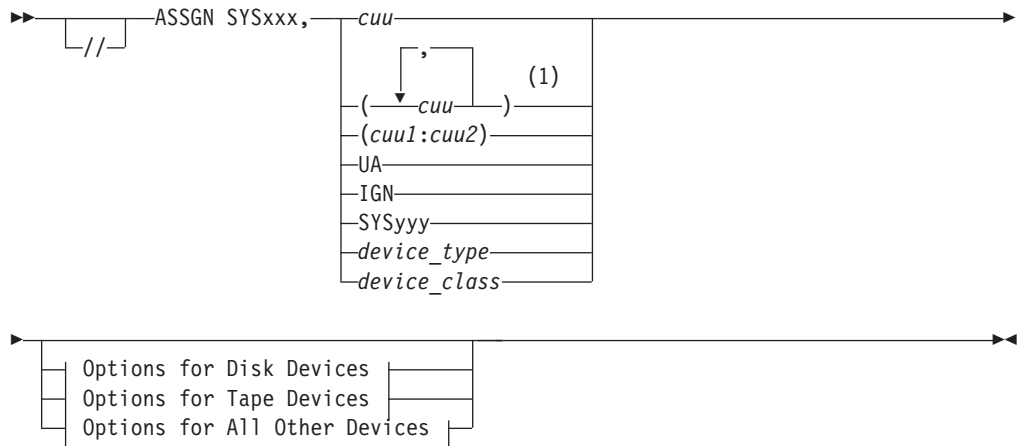 ASSGN SYSxxx, cuu
//
,
(1)
( cuu )
(cuu1:cuu2)
UA
IGN
SYSyyy
device_type
device_class
Options for Disk Devices
Options for Tape Devices
Options for All Other Devices